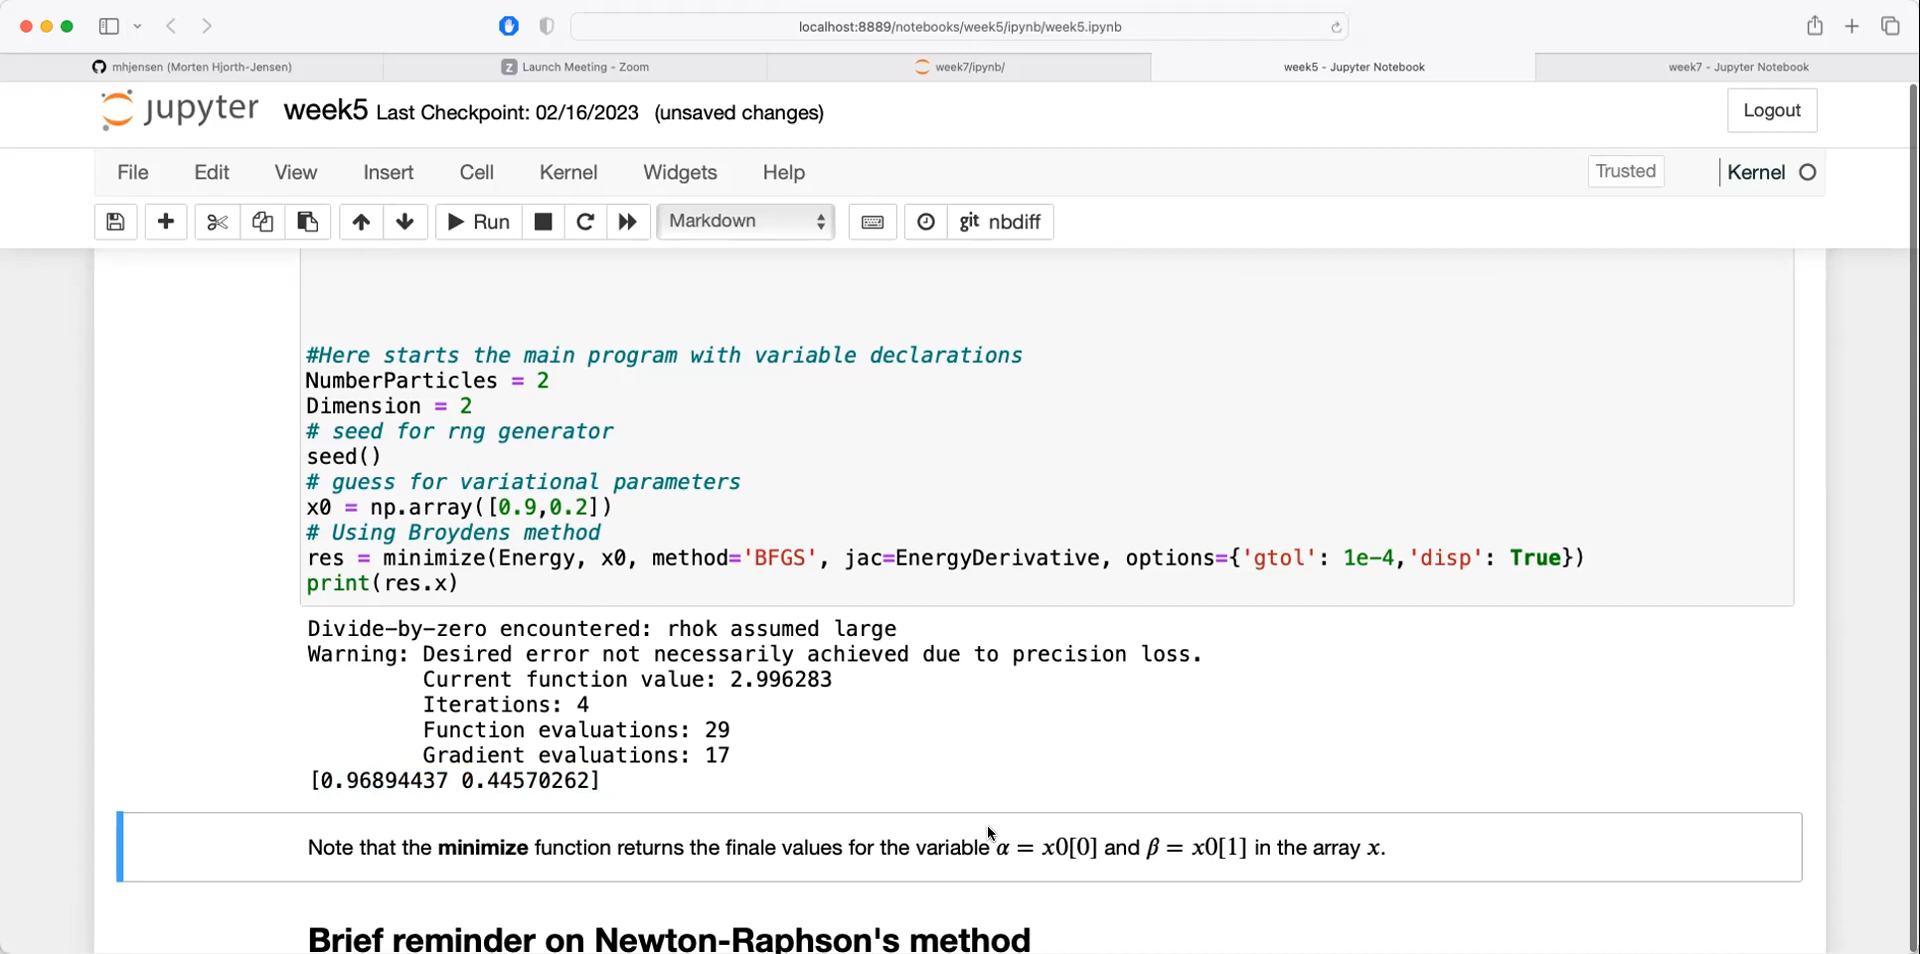 localhost:8889/notebooks/week5/ipynb/week5.ipynb
mhjensen (Morten Hjorth-Jensen)
Launch Meeting - Zoom
week7/ipynb/
week5 - Jupyter Notebook
week7 - Jupyter Notebook
jupyter week5 Last Checkpoint: 02/16/2023 (unsaved changes)
Logout
File Edit View Insert Cell Kernel Widgets Help
Trusted
Kernel
Run
Markdown
git nbdiff
#Here starts the main program with variable declarations
NumberParticles = 2
Dimension = 2
# seed for rng generator
seed()
# guess for variational parameters
x0 = np.array([0.9,0.2])
# Using Broydens method
res = minimize(Energy, x0, method='BFGS', jac=EnergyDerivative, options={'gtol': 1e-4,'disp': True})
print(res.x)
Divide-by-zero encountered: rhok assumed large
Warning: Desired error not necessarily achieved due to precision loss.
Current function value: 2.996283
Iterations: 4
Function evaluations: 29
Gradient evaluations: 17
[0.96894437 0.44570262]
Note that the minimize function returns the finale values for the variable α = x0[0] and β = x0[1] in the array x.
Brief reminder on Newton-Raphson's method